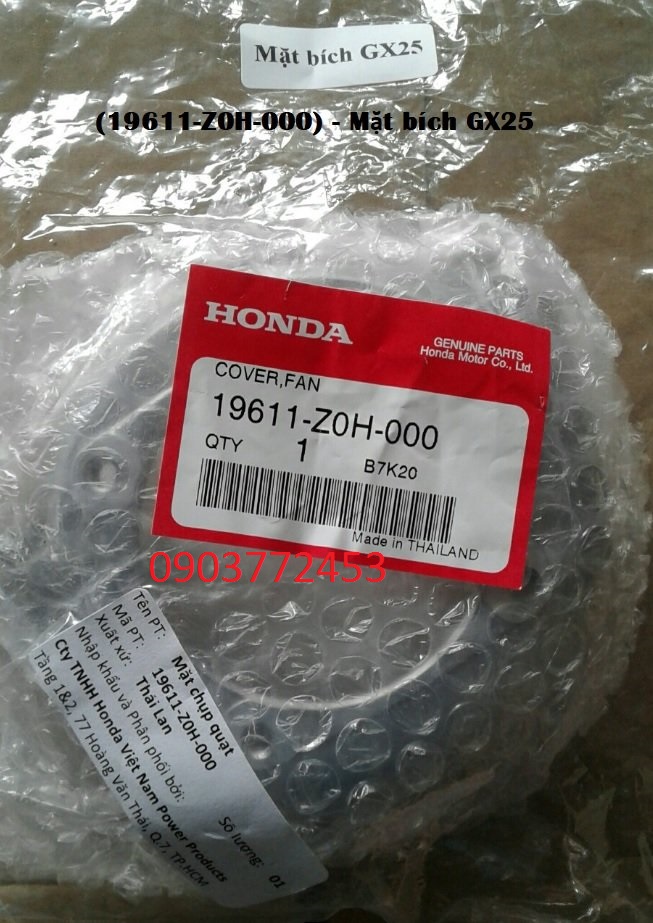 Mặt bích GX25
(19611-Z0H-000) - Mặt bích GX25
HONDA
GENUINE PARTS
Honda Motor Co., Ltd.
COVER,FAN
19611-Z0H-000
QTY 1 B7K20
Made in THAILAND
0903772453
Tên PT: Mặt chụp quạt
Mã PT: 19611-Z0H-000
Xuất xứ: Thái Lan Số lượng: 01
Nhập khẩu và Phân phối bởi:
Cty TNHH Honda Việt Nam Power Products
Tầng 1&2, 77 Hoàng Văn Thái, Q.7, TP.HCM